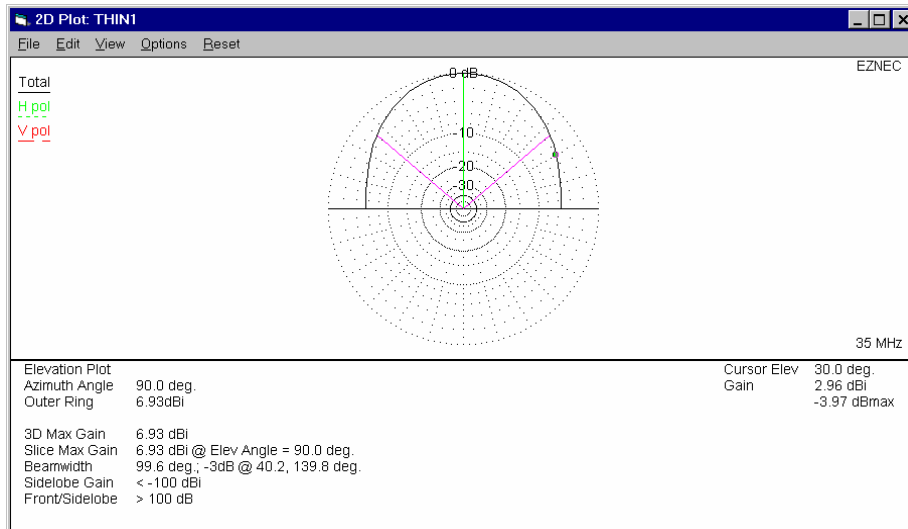 2D Plot: THIN1
File Edit View Options Reset
EZNEC
Total
H pol
V pol
0 dB
-10
-20
-30
35 MHz
Elevation Plot
Azimuth Angle 90.0 deg.
Outer Ring 6.93dBi
3D Max Gain 6.93 dBi
Slice Max Gain 6.93 dBi @ Elev Angle = 90.0 deg.
Beamwidth 99.6 deg.; -3dB @ 40.2, 139.8 deg.
Sidelobe Gain < -100 dBi
Front/Sidelobe > 100 dB
Cursor Elev 30.0 deg.
Gain 2.96 dBi
-3.97 dBmax